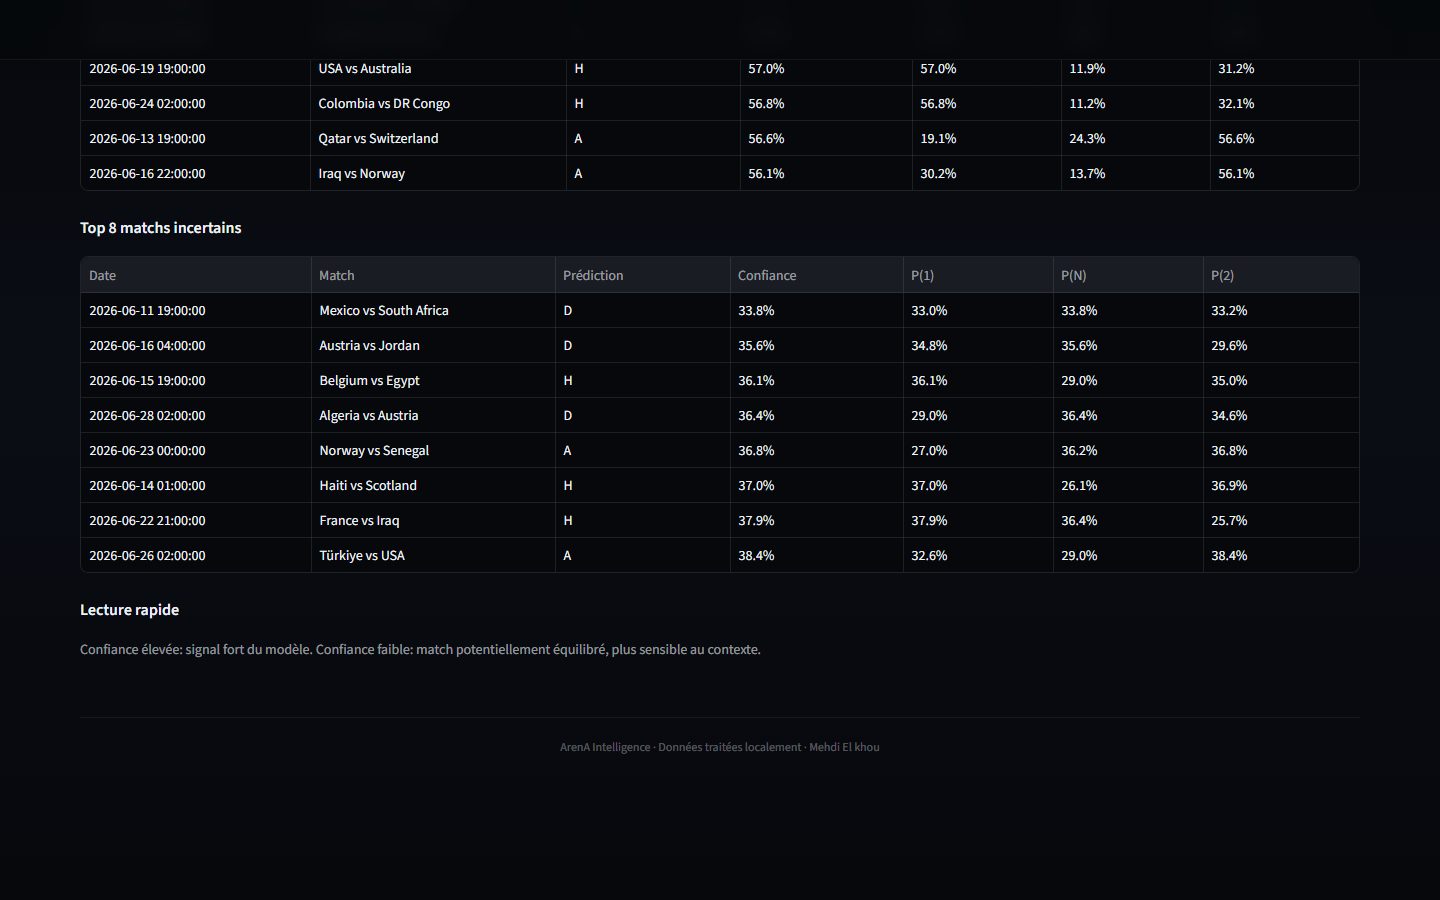 2026-06-19 19:00:00 USA vs Australia H 57.0% 57.0% 11.9% 31.2%
2026-06-24 02:00:00 Colombia vs DR Congo H 56.8% 56.8% 11.2% 32.1%
2026-06-13 19:00:00 Qatar vs Switzerland A 56.6% 19.1% 24.3% 56.6%
2026-06-16 22:00:00 Iraq vs Norway A 56.1% 30.2% 13.7% 56.1%
Top 8 matchs incertains
Date Match Prédiction Confiance P(1) P(N) P(2)
2026-06-11 19:00:00 Mexico vs South Africa D 33.8% 33.0% 33.8% 33.2%
2026-06-16 04:00:00 Austria vs Jordan D 35.6% 34.8% 35.6% 29.6%
2026-06-15 19:00:00 Belgium vs Egypt H 36.1% 36.1% 29.0% 35.0%
2026-06-28 02:00:00 Algeria vs Austria D 36.4% 29.0% 36.4% 34.6%
2026-06-23 00:00:00 Norway vs Senegal A 36.8% 27.0% 36.2% 36.8%
2026-06-14 01:00:00 Haiti vs Scotland H 37.0% 37.0% 26.1% 36.9%
2026-06-22 21:00:00 France vs Iraq H 37.9% 37.9% 36.4% 25.7%
2026-06-26 02:00:00 Türkiye vs USA A 38.4% 32.6% 29.0% 38.4%
Lecture rapide
Confiance élevée: signal fort du modèle. Confiance faible: match potentiellement équilibré, plus sensible au contexte.
ArenA Intelligence · Données traitées localement · Mehdi El khou